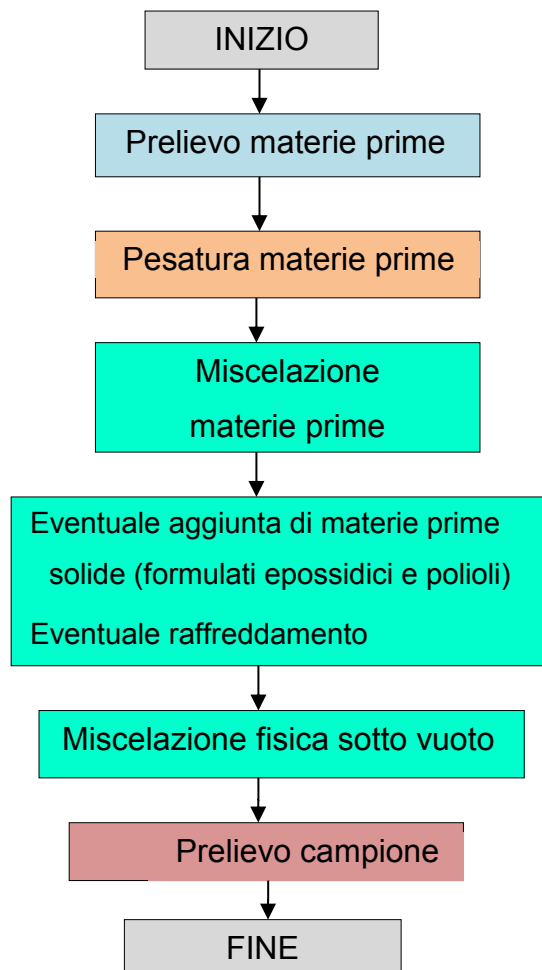 INIZIO
Prelievo materie prime
Pesatura materie prime
Miscelazione
materie prime
Eventuale aggiunta di materie prime
solide (formulati epossidici e polioli)
Eventuale raffreddamento
Miscelazione fisica sotto vuoto
Prelievo campione
FINE